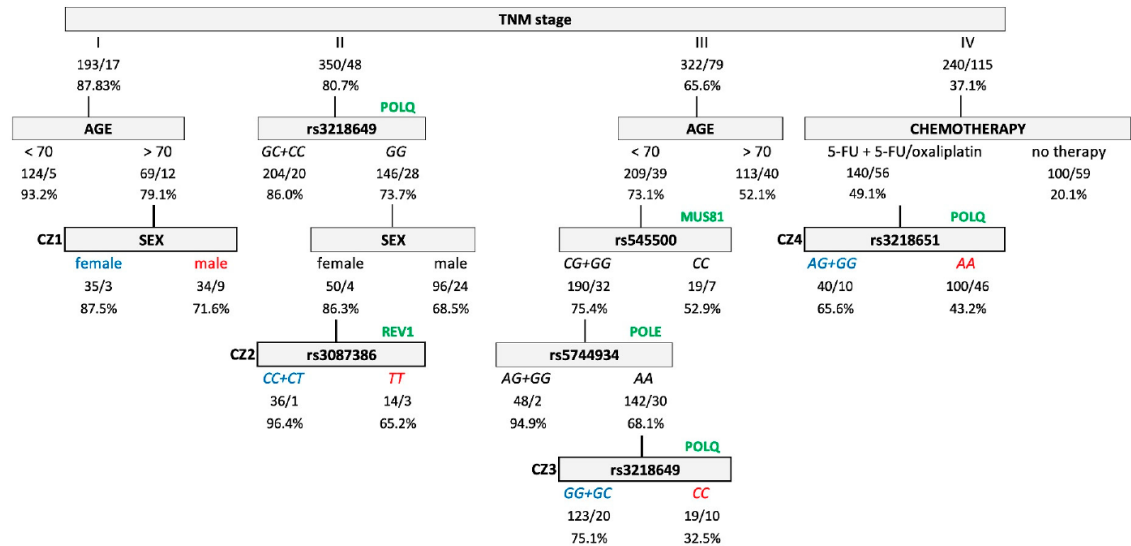 TNM stage
I II III IV
193/17 350/48 322/79 240/115
87.83% 80.7% 65.6% 37.1%
POLQ
AGE rs3218649 AGE CHEMOTHERAPY
< 70 > 70 GC+CC GG < 70 > 70 5-FU + 5-FU/oxaliplatin no therapy
124/5 69/12 204/20 146/28 209/39 113/40 140/56 100/59
93.2% 79.1% 86.0% 73.7% 73.1% 52.1% 49.1% 20.1%
MUS81 POLQ
CZ1 SEX SEX rs545500 CZ4 rs3218651
female male female male CG+GG CC AG+GG AA
35/3 34/9 50/4 96/24 190/32 19/7 40/10 100/46
87.5% 71.6% 86.3% 68.5% 75.4% 52.9% 65.6% 43.2%
REV1 POLE
CZ2 rs3087386 rs5744934
CC+CT TT AG+GG AA
36/1 14/3 48/2 142/30
96.4% 65.2% 94.9% 68.1%
POLQ
CZ3 rs3218649
GG+GC CC
123/20 19/10
75.1% 32.5%